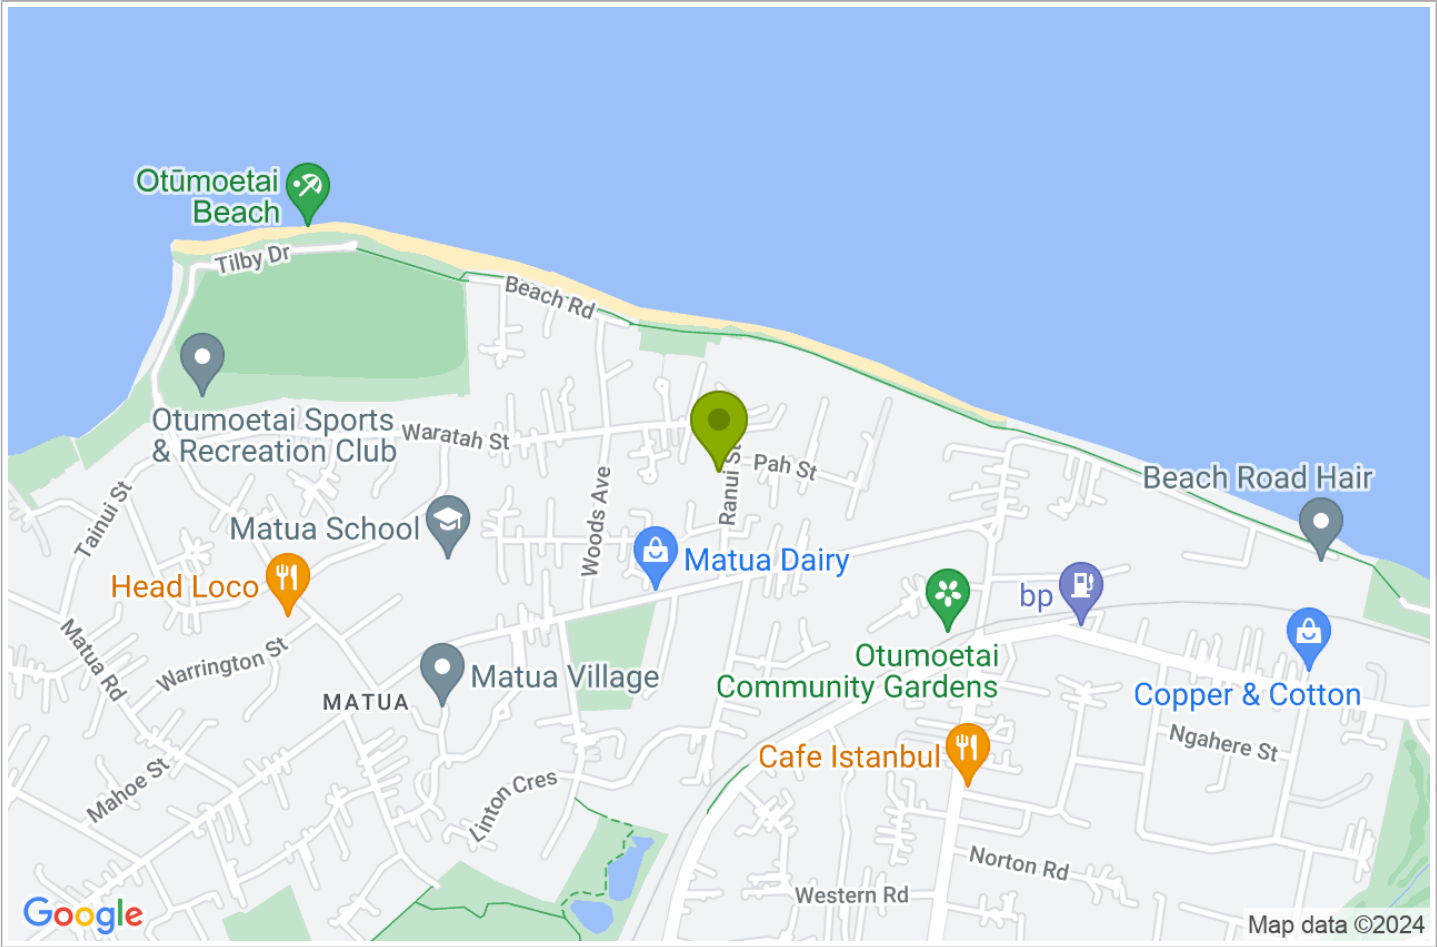 Otūmoetai
Beach
Tilby Dr
Beach Rd
Otumoetai Sports
& Recreation Club
Waratah St
Pah St
Ranui St
Beach Road Hair
Tainui St
Matua School
Woods Ave
Matua Dairy
Head Loco
bp
Matua Rd
Warrington St
Matua Village
MATUA
Otumoetai
Community Gardens
Copper & Cotton
Ngahere St
Cafe Istanbul
Mahoe St
Linton Cres
Norton Rd
Western Rd
Google
Map data ©2024